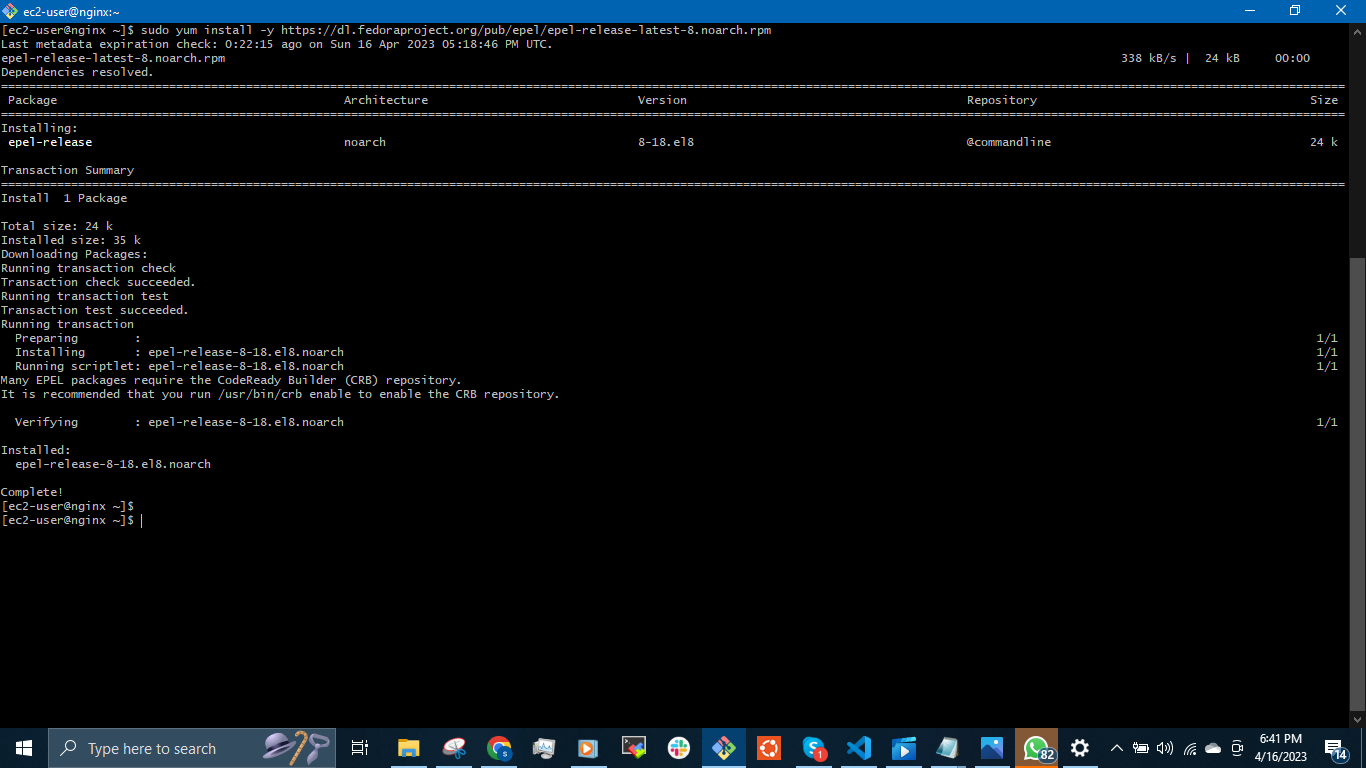 ec2-user@nginx:~
[ec2-user@nginx ~]$ sudo yum install -y https://dl.fedoraproject.org/pub/epel/epel-release-latest-8.noarch.rpm
Last metadata expiration check: 0:22:15 ago on Sun 16 Apr 2023 05:18:46 PM UTC.
epel-release-latest-8.noarch.rpm 338 kB/s | 24 kB 00:00
Dependencies resolved.
Package Architecture Version Repository Size
Installing:
epel-release noarch 8-18.el8 @commandline 24 k
Transaction Summary
Install 1 Package
Total size: 24 k
Installed size: 35 k
Downloading Packages:
Running transaction check
Transaction check succeeded.
Running transaction test
Transaction test succeeded.
Running transaction
Preparing : 1/1
Installing : epel-release-8-18.el8.noarch 1/1
Running scriptlet: epel-release-8-18.el8.noarch 1/1
Many EPEL packages require the CodeReady Builder (CRB) repository.
It is recommended that you run /usr/bin/crb enable to enable the CRB repository.
Verifying : epel-release-8-18.el8.noarch 1/1
Installed:
epel-release-8-18.el8.noarch
Complete!
[ec2-user@nginx ~]$
[ec2-user@nginx ~]$
Type here to search
S
1
82
6:41 PM
4/16/2023
14